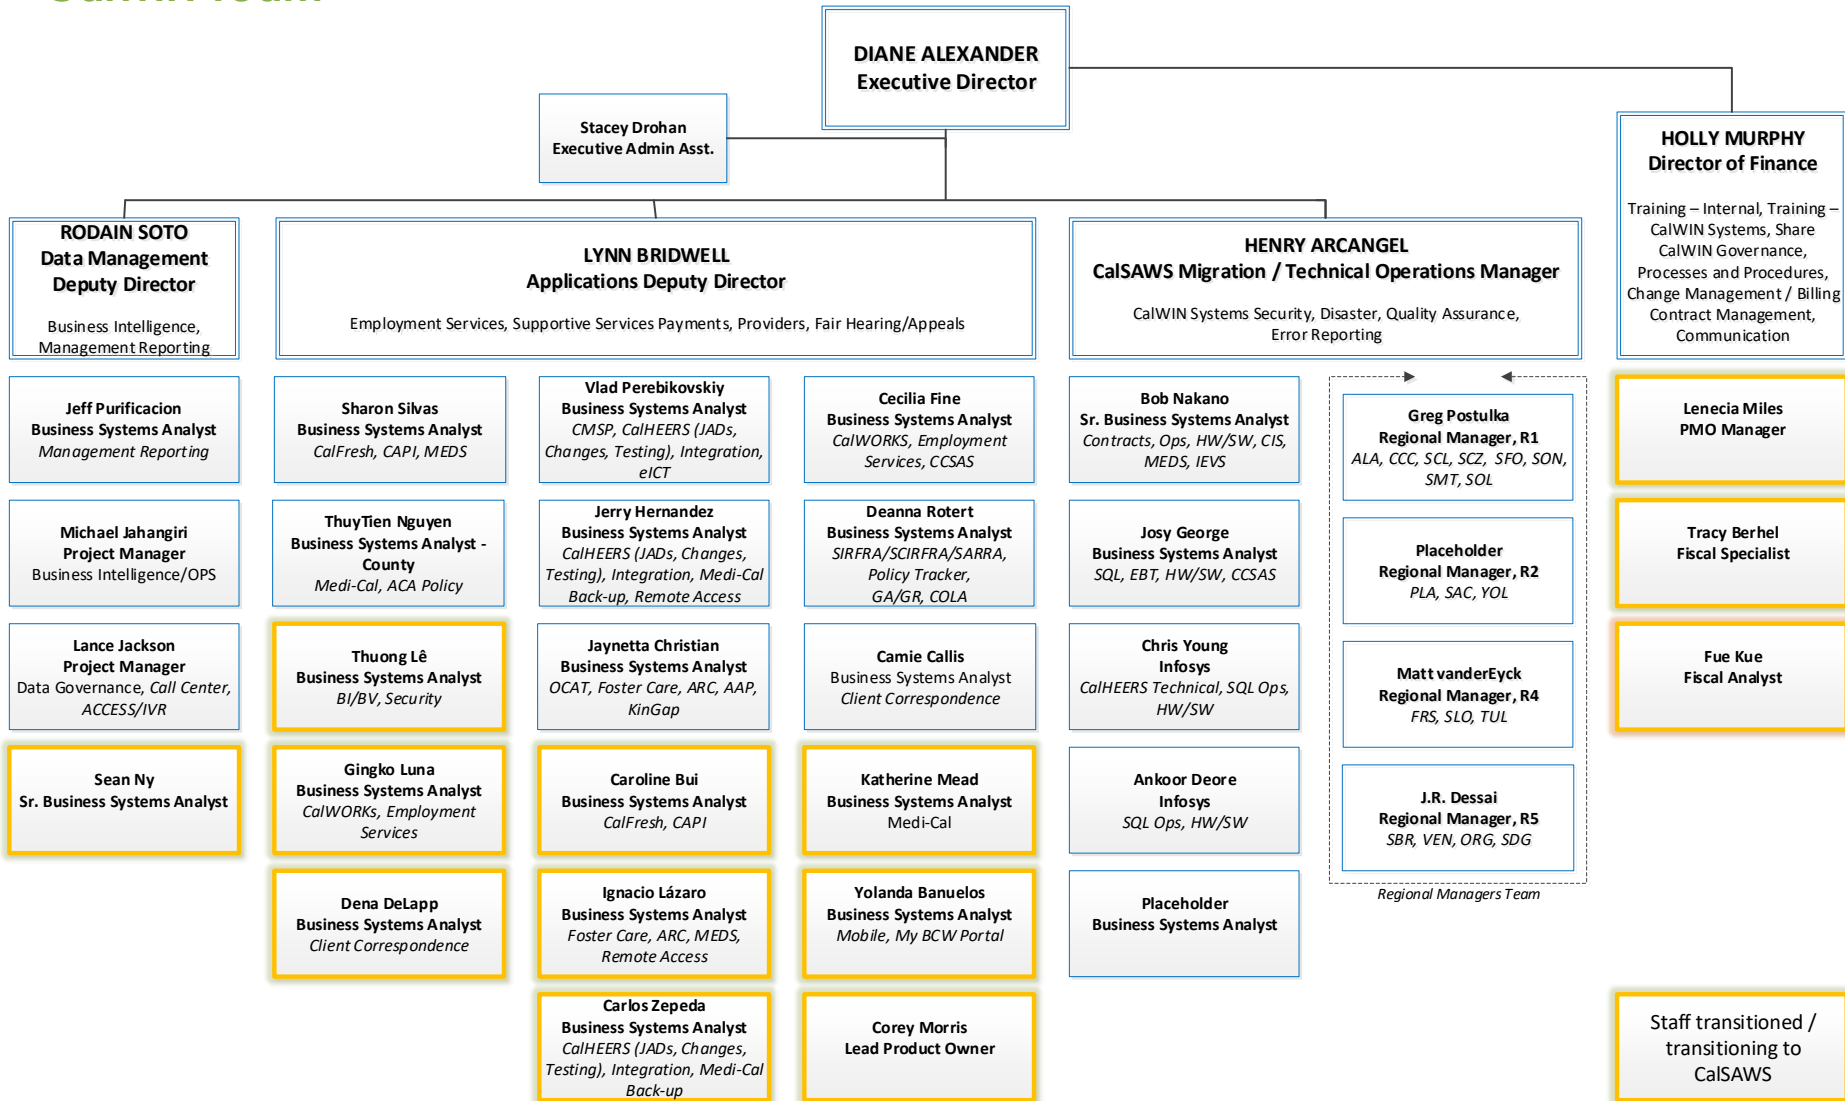 DIANE ALEXANDER
Executive Director
Stacey Drohan
Executive Admin Asst.
HOLLY MURPHY
Director of Finance
Training – Internal, Training –
CalWIN Systems, Share
CalWIN Governance,
Processes and Procedures,
Change Management / Billing
Contract Management,
Communication
RODAIN SOTO
Data Management
Deputy Director
Business Intelligence,
Management Reporting
LYNN BRIDWELL
Applications Deputy Director
Employment Services, Supportive Services Payments, Providers, Fair Hearing/Appeals
HENRY ARCANGEL
CalSAWS Migration / Technical Operations Manager
CalWIN Systems Security, Disaster, Quality Assurance,
Error Reporting
Jeff Purificacion
Business Systems Analyst
Management Reporting
Michael Jahangiri
Project Manager
Business Intelligence/OPS
Lance Jackson
Project Manager
Data Governance, Call Center,
ACCESS/IVR
Sean Ny
Sr. Business Systems Analyst
Sharon Silvas
Business Systems Analyst
CalFresh, CAPI, MEDS
ThuyTien Nguyen
Business Systems Analyst -
County
Medi-Cal, ACA Policy
Thuong Lê
Business Systems Analyst
BI/BV, Security
Gingko Luna
Business Systems Analyst
CalWORKs, Employment
Services
Dena DeLapp
Business Systems Analyst
Client Correspondence
Vlad Perebikovskiy
Business Systems Analyst
CMSP, CalHEERS (JADs,
Changes, Testing), Integration,
eICT
Jerry Hernandez
Business Systems Analyst
CalHEERS (JADs, Changes,
Testing), Integration, Medi-Cal
Back-up, Remote Access
Jaynetta Christian
Business Systems Analyst
OCAT, Foster Care, ARC, AAP,
KinGap
Caroline Bui
Business Systems Analyst
CalFresh, CAPI
Ignacio Lázaro
Business Systems Analyst
Foster Care, ARC, MEDS,
Remote Access
Carlos Zepeda
Business Systems Analyst
CalHEERS (JADs, Changes,
Testing), Integration, Medi-Cal
Back-up
Cecilia Fine
Business Systems Analyst
CalWORKS, Employment
Services, CCSAS
Deanna Rotert
Business Systems Analyst
SIRFRA/SCIRFRA/SARRA,
Policy Tracker,
GA/GR, COLA
Camie Callis
Business Systems Analyst
Client Correspondence
Katherine Mead
Business Systems Analyst
Medi-Cal
Yolanda Banuelos
Business Systems Analyst
Mobile, My BCW Portal
Corey Morris
Lead Product Owner
Bob Nakano
Sr. Business Systems Analyst
Contracts, Ops, HW/SW, CIS,
MEDS, IEVS
Josy George
Business Systems Analyst
SQL, EBT, HW/SW, CCSAS
Chris Young
Infosys
CalHEERS Technical, SQL Ops,
HW/SW
Ankoor Deore
Infosys
SQL Ops, HW/SW
Placeholder
Business Systems Analyst
Greg Postulka
Regional Manager, R1
ALA, CCC, SCL, SCZ, SFO, SON,
SMT, SOL
Placeholder
Regional Manager, R2
PLA, SAC, YOL
Matt vanderEyck
Regional Manager, R4
FRS, SLO, TUL
J.R. Dessai
Regional Manager, R5
SBR, VEN, ORG, SDG
Regional Managers Team
Lenecia Miles
PMO Manager
Tracy Berhel
Fiscal Specialist
Fue Kue
Fiscal Analyst
Staff transitioned /
transitioning to
CalSAWS